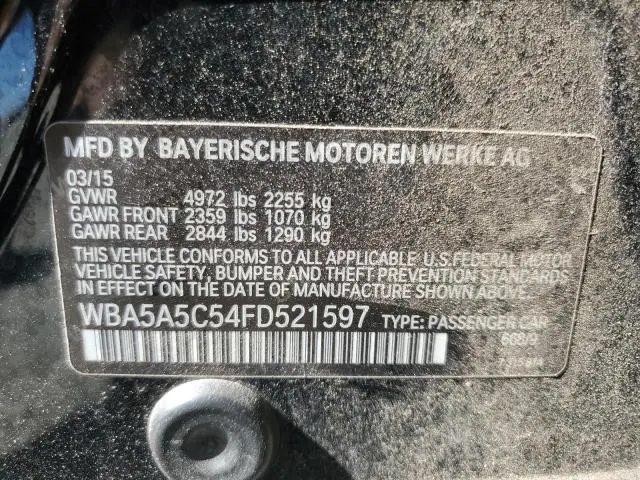 MFD BY BAYERISCHE MOTOREN WERKE AG
03/15
GVWR 4972 lbs 2255 kg
GAWR FRONT 2359 lbs 1070 kg
GAWR REAR 2844 lbs 1290 kg
THIS VEHICLE CONFORMS TO ALL APPLICABLE U.S.FEDERAL MOTOR
VEHICLE SAFETY, BUMPER AND THEFT PREVENTION STANDARDS
IN EFFECT ON THE DATE OF MANUFACTURE SHOWN ABOVE.
WBA5A5C54FD521597 TYPE: PASSENGER CAR